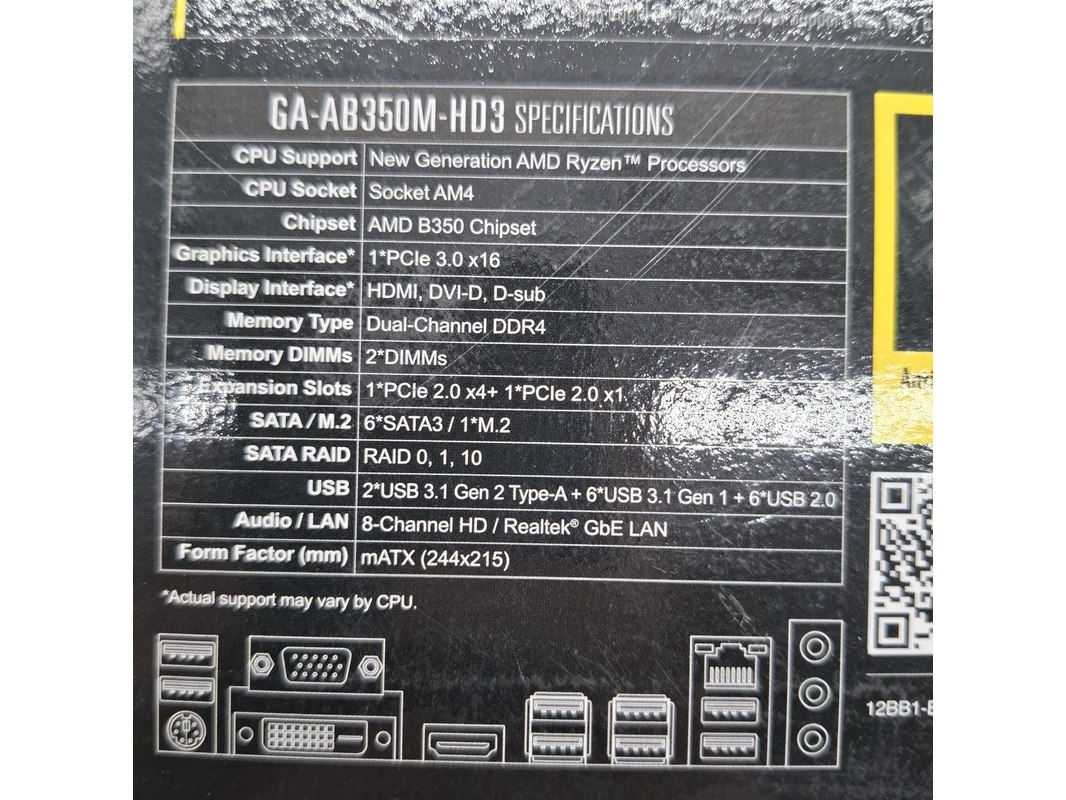 GA-AB350M-HD3 SPECIFICATIONS
CPU Support New Generation AMD Ryzen™ Processors
CPU Socket Socket AM4
Chipset AMD B350 Chipset
Graphics Interface* 1*PCIe 3.0 x16
Display Interface* HDMI, DVI-D, D-sub
Memory Type Dual-Channel DDR4
Memory DIMMs 2*DIMMs
Expansion Slots 1*PCIe 2.0 x4+ 1*PCIe 2.0 x1
SATA / M.2 6*SATA3 / 1*M.2
SATA RAID RAID 0, 1, 10
USB 2*USB 3.1 Gen 2 Type-A + 6*USB 3.1 Gen 1 + 6*USB 2.0
Audio / LAN 8-Channel HD / Realtek® GbE LAN
Form Factor (mm) mATX (244x215)
*Actual support may vary by CPU.